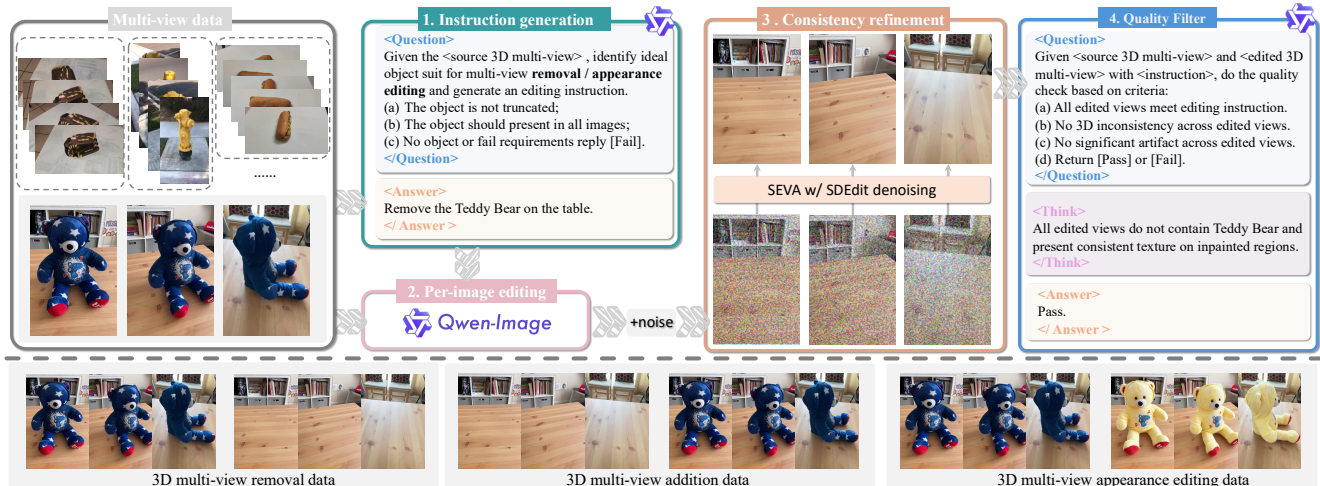 Multi-view data
......
1. Instruction generation
<Question>
Given the <source 3D multi-view> , identify ideal
object suit for multi-view removal / appearance
editing and generate an editing instruction.
(a) The object is not truncated;
(b) The object should present in all images;
(c) No object or fail requirements reply [Fail].
</Question>
<Answer>
Remove the Teddy Bear on the table.
</ Answer >
2. Per-image editing
Qwen-Image
+noise
3 . Consistency refinement
SEVA w/ SDEdit denoising
4. Quality Filter
<Question>
Given <source 3D multi-view> and <edited 3D
multi-view> with <instruction>, do the quality
check based on criteria:
(a) All edited views meet editing instruction.
(b) No 3D inconsistency across edited views.
(c) No significant artifact across edited views.
(d) Return [Pass] or [Fail].
</Question>
<Think>
All edited views do not contain Teddy Bear and
present consistent texture on inpainted regions.
</Think>
<Answer>
Pass.
</ Answer >
3D multi-view removal data
3D multi-view addition data
3D multi-view appearance editing data